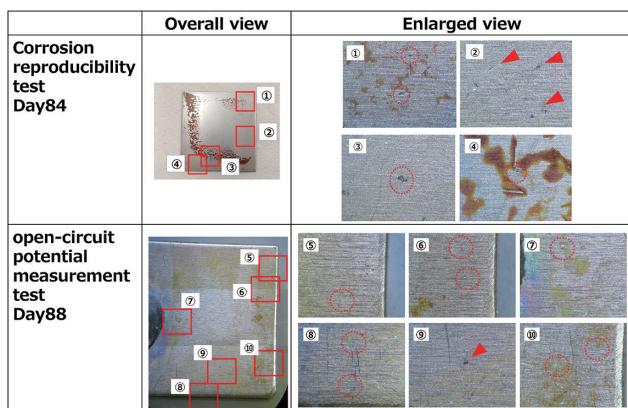 Overall view
Enlarged view
Corrosion
reproducibility
test
Day84
①
②
③
④
①
②
③
④
open-circuit
potential
measurement
test
Day88
⑤
⑥
⑦
⑧
⑨
⑩
⑤
⑥
⑦
⑧
⑨
⑩